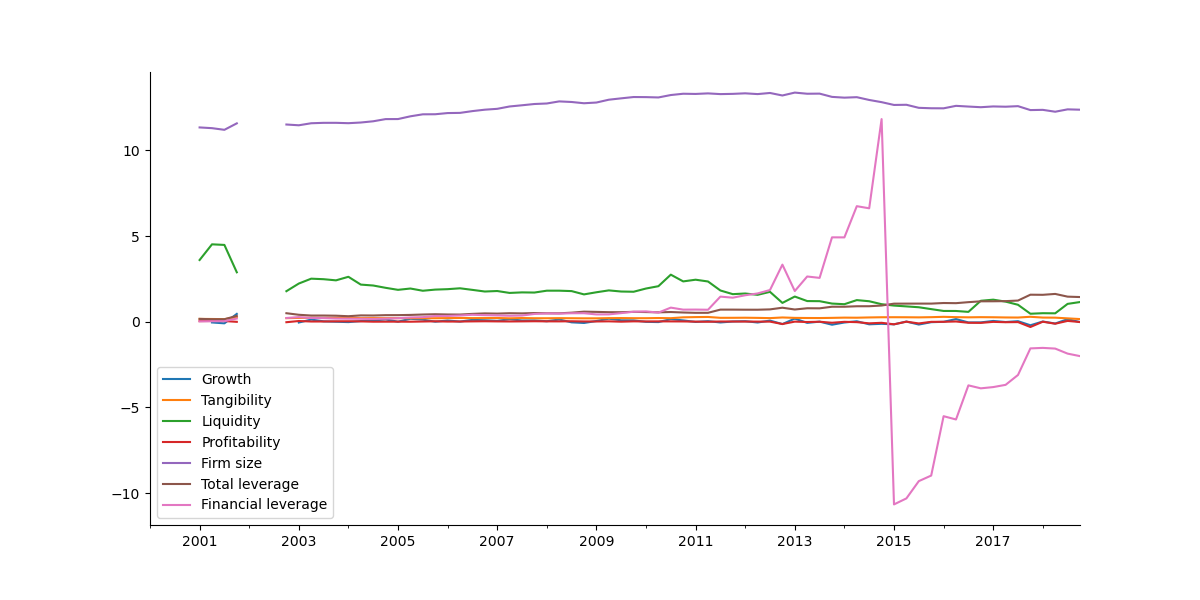 10
5
0
−5
−10
Growth
Tangibility
Liquidity
Profitability
Firm size
Total leverage
Financial leverage
2001 2003 2005 2007 2009 2011 2013 2015 2017